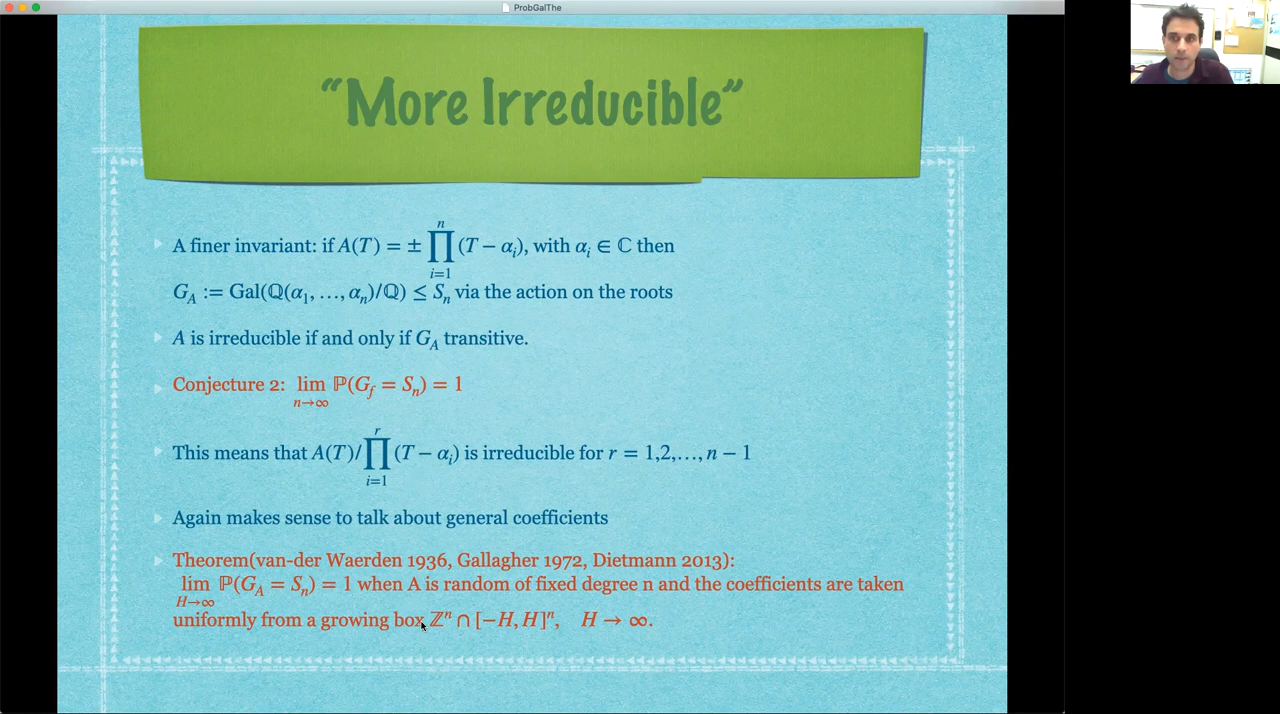 ProbGalThe
“More Irreducible”
A finer invariant: if A(T) = ± ∏_{i=1}^{n} (T − α_i), with α_i ∈ ℂ then
G_A := Gal(ℚ(α_1, …, α_n)/ℚ) ≤ S_n via the action on the roots
A is irreducible if and only if G_A transitive.
Conjecture 2: lim_{n→∞} ℙ(G_f = S_n) = 1
This means that A(T)/∏_{i=1}^{r} (T − α_i) is irreducible for r = 1,2,…, n − 1
Again makes sense to talk about general coefficients
Theorem(van-der Waerden 1936, Gallagher 1972, Dietmann 2013):
lim_{H→∞} ℙ(G_A = S_n) = 1 when A is random of fixed degree n and the coefficients are taken
uniformly from a growing box ℤ^n ∩ [−H, H]^n, H → ∞.